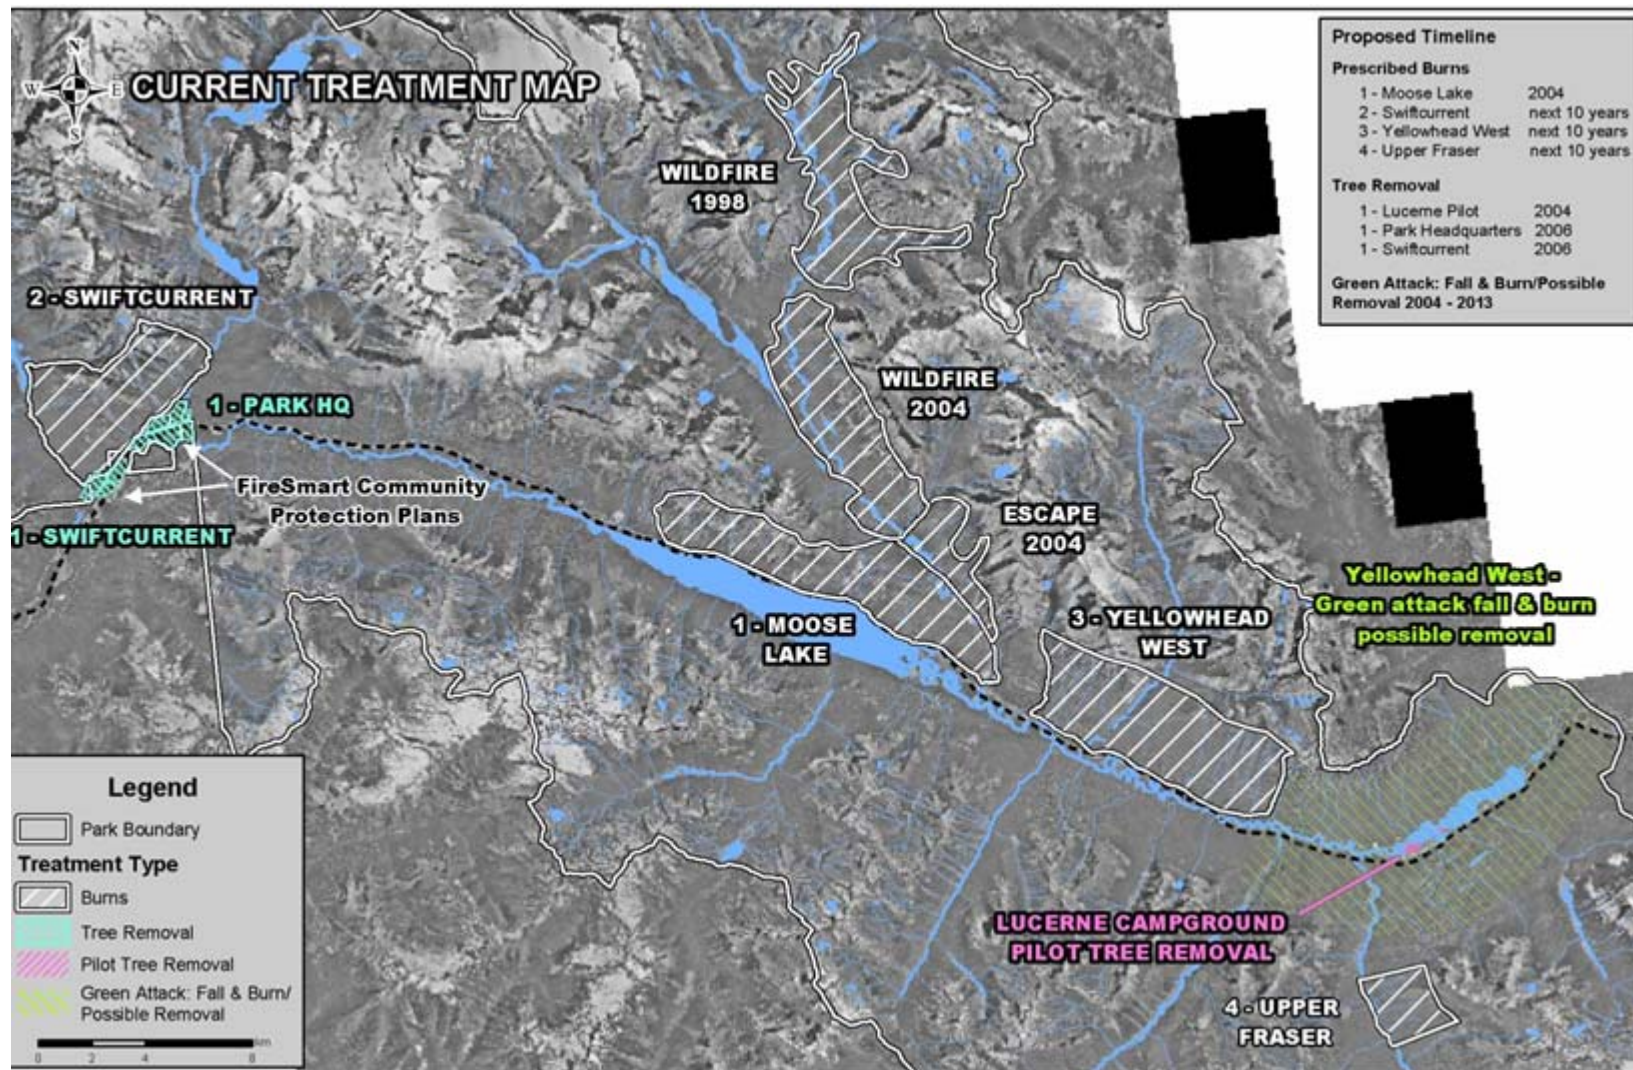 N
W E
S
CURRENT TREATMENT MAP
Proposed Timeline
Prescribed Burns
1 - Moose Lake 2004
2 - Swiftcurrent next 10 years
3 - Yellowhead West next 10 years
4 - Upper Fraser next 10 years
Tree Removal
1 - Lucerne Pilot 2004
1 - Park Headquarters 2006
1 - Swiftcurrent 2006
Green Attack: Fall & Burn/Possible
Removal 2004 - 2013
WILDFIRE
1998
2 - SWIFTCURRENT
WILDFIRE
2004
1 - PARK HQ
FireSmart Community
Protection Plans
1 - SWIFTCURRENT
ESCAPE
2004
Yellowhead West -
Green attack fall & burn
possible removal
1 - MOOSE
LAKE
3 - YELLOWHEAD
WEST
LUCERNE CAMPGROUND
PILOT TREE REMOVAL
4 - UPPER
FRASER
Legend
Park Boundary
Treatment Type
Burns
Tree Removal
Pilot Tree Removal
Green Attack: Fall & Burn/
Possible Removal
km
0 2 4 8